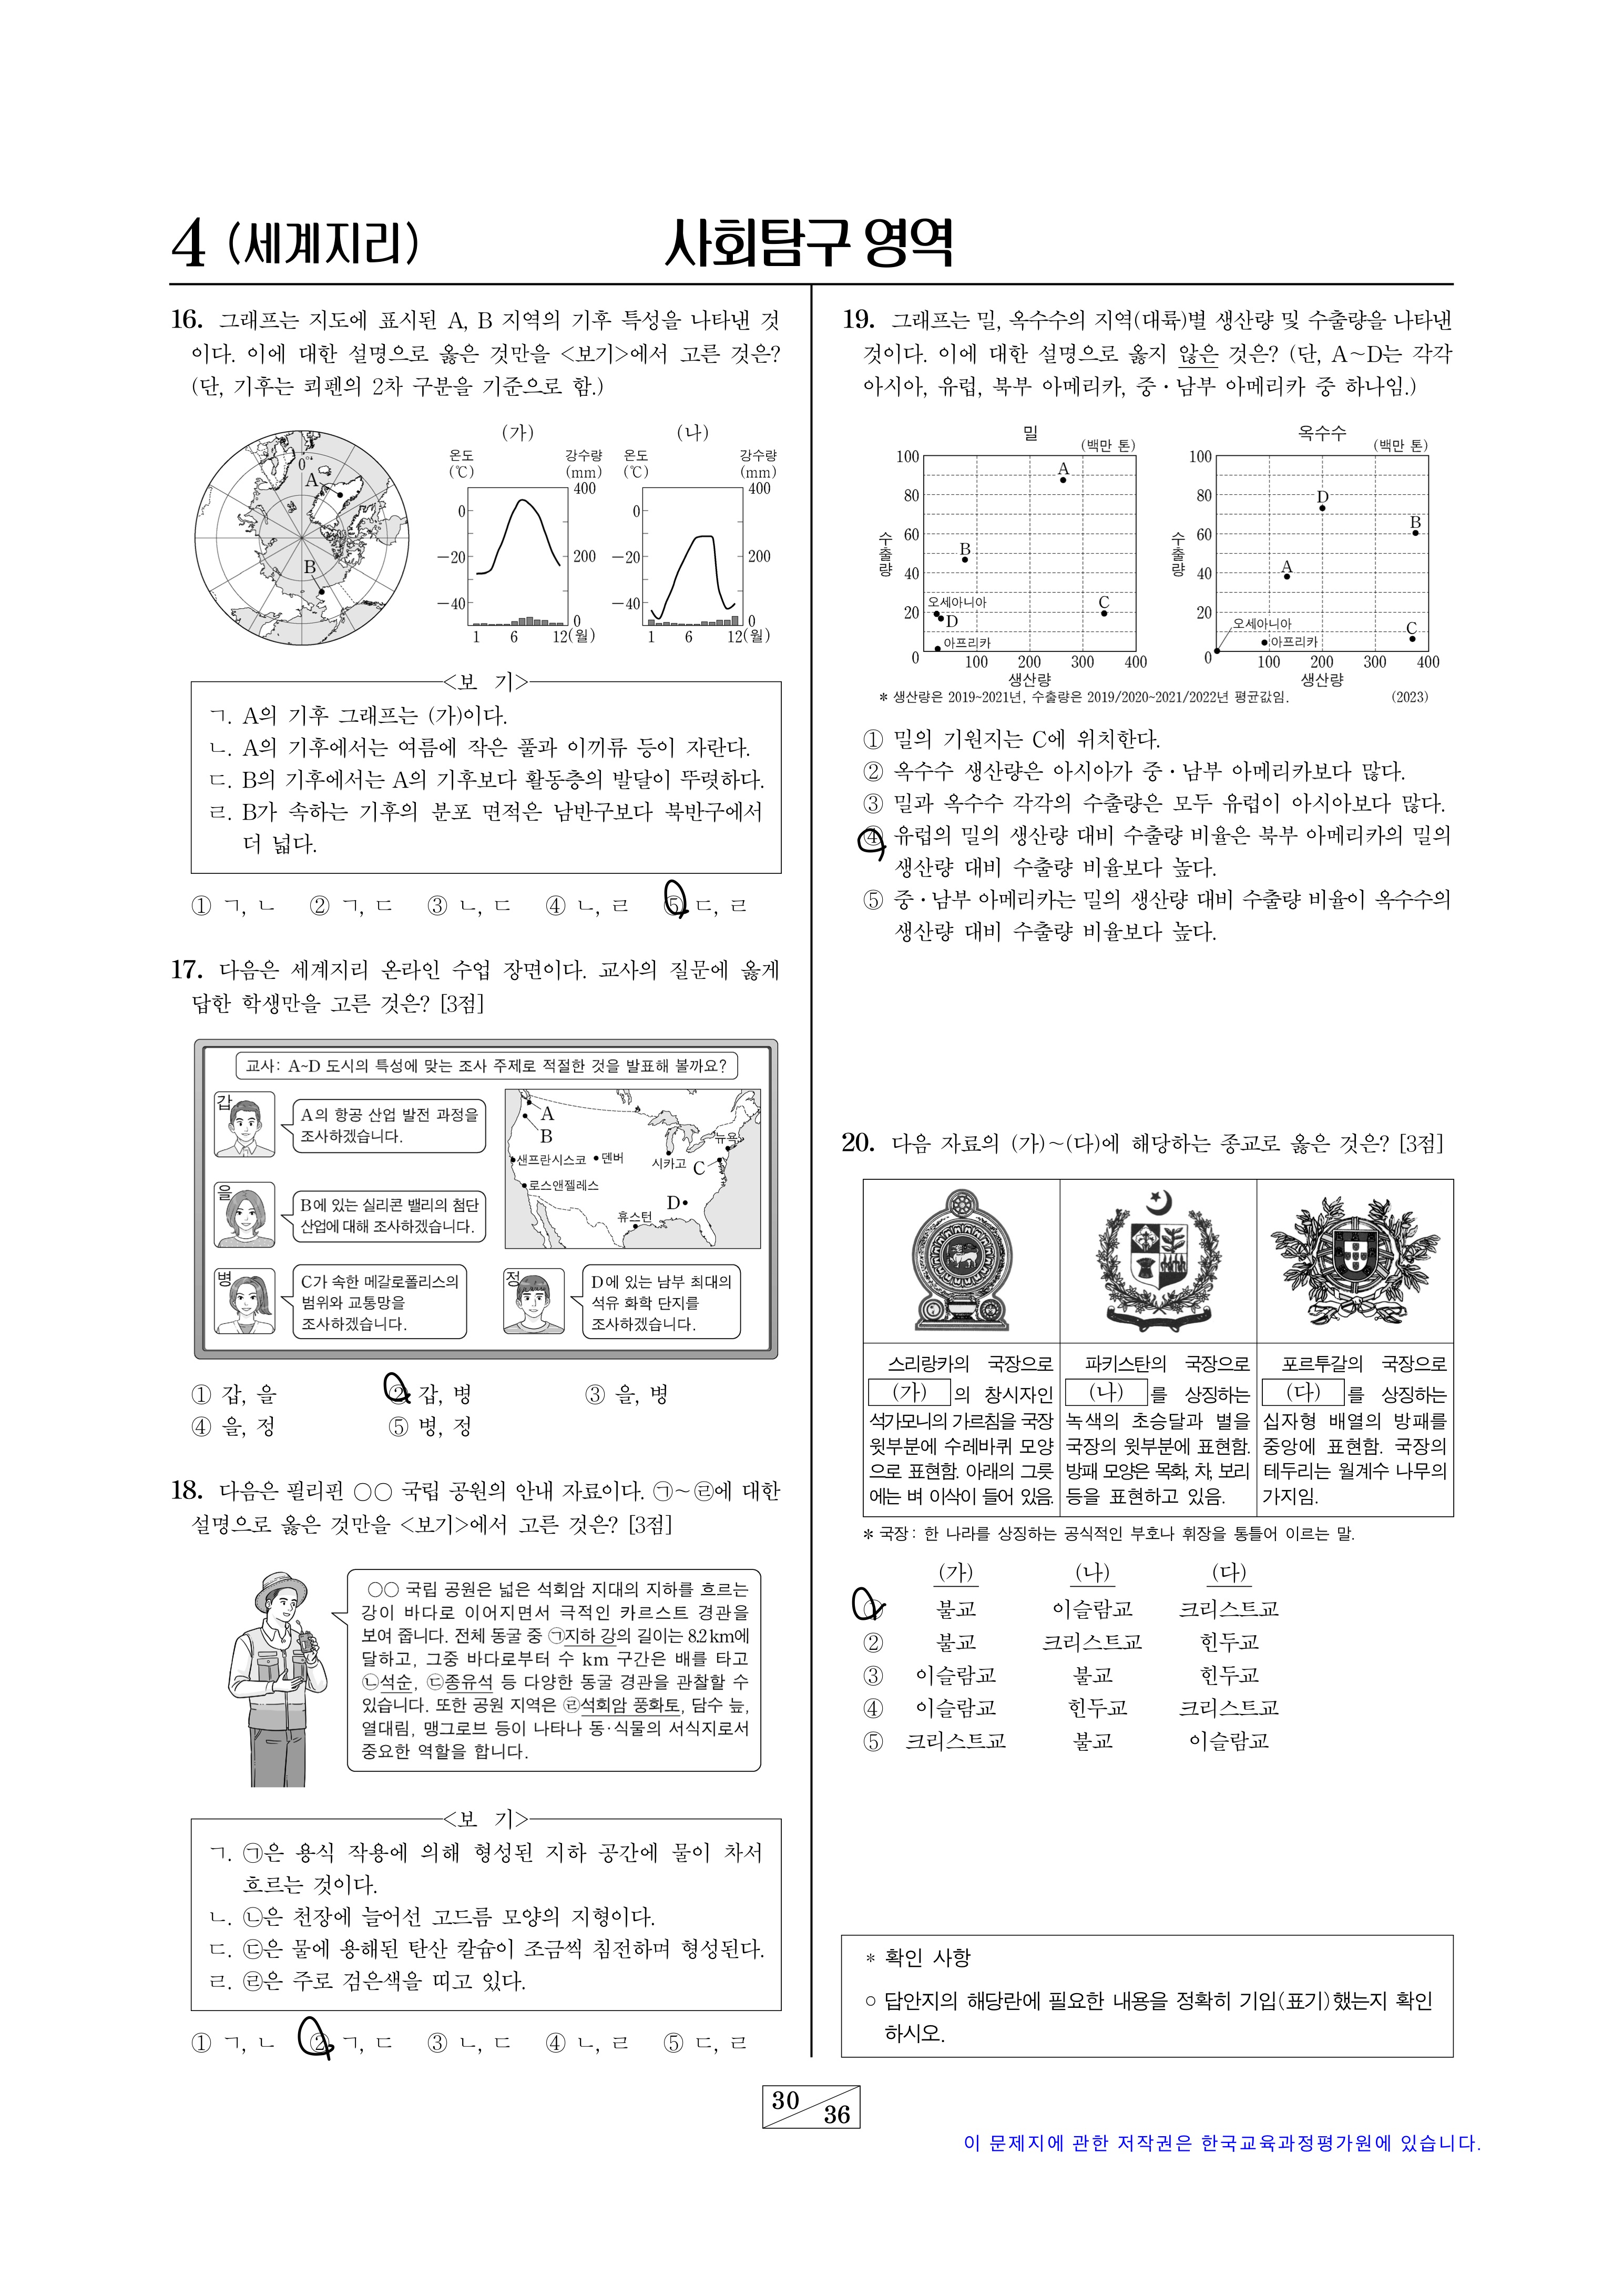 4 (세계지리)
사회탐구 영역
16. 그래프는 지도에 표시된 A, B 지역의 기후 특성을 나타낸 것
이다. 이에 대한 설명으로 옳은 것만을 <보기>에서 고른 것은?
(단, 기후는 쾨펜의 2차 구분을 기준으로 함.)
0°
A
B
(가)
온도
(℃)
강수량
(mm)
0
-20
-40
400
200
0
1 6 12(월)
(나)
온도
(℃)
강수량
(mm)
0
-20
-40
400
200
0
1 6 12(월)
<보 기>
ㄱ. A의 기후 그래프는 (가)이다.
ㄴ. A의 기후에서는 여름에 작은 풀과 이끼류 등이 자란다.
ㄷ. B의 기후에서는 A의 기후보다 활동층의 발달이 뚜렷하다.
ㄹ. B가 속하는 기후의 분포 면적은 남반구보다 북반구에서
더 넓다.
① ㄱ, ㄴ ② ㄱ, ㄷ ③ ㄴ, ㄷ ④ ㄴ, ㄹ ⑤ ㄷ, ㄹ
17. 다음은 세계지리 온라인 수업 장면이다. 교사의 질문에 옳게
답한 학생만을 고른 것은? [3점]
교사: A~D 도시의 특성에 맞는 조사 주제로 적절한 것을 발표해 볼까요?
갑
A의 항공 산업 발전 과정을
조사하겠습니다.
을
B에 있는 실리콘 밸리의 첨단
산업에 대해 조사하겠습니다.
A
B
샌프란시스코
덴버
로스앤젤레스
시카고
뉴욕
C
D
휴스턴
병
C가 속한 메갈로폴리스의
범위와 교통망을
조사하겠습니다.
정
D에 있는 남부 최대의
석유 화학 단지를
조사하겠습니다.
① 갑, 을 ② 갑, 병 ③ 을, 병
④ 을, 정 ⑤ 병, 정
18. 다음은 필리핀 ○○ 국립 공원의 안내 자료이다. ㉠~㉣에 대한
설명으로 옳은 것만을 <보기>에서 고른 것은? [3점]
○○ 국립 공원은 넓은 석회암 지대의 지하를 흐르는
강이 바다로 이어지면서 극적인 카르스트 경관을
보여 줍니다. 전체 동굴 중 ㉠지하 강의 길이는 8.2km에
달하고, 그중 바다로부터 수 km 구간은 배를 타고
㉡석순, ㉢종유석 등 다양한 동굴 경관을 관찰할 수
있습니다. 또한 공원 지역은 ㉣석회암 풍화토, 담수 늪,
열대림, 맹그로브 등이 나타나 동·식물의 서식지로서
중요한 역할을 합니다.
<보 기>
ㄱ. ㉠은 용식 작용에 의해 형성된 지하 공간에 물이 차서
흐르는 것이다.
ㄴ. ㉡은 천장에 늘어선 고드름 모양의 지형이다.
ㄷ. ㉢은 물에 용해된 탄산 칼슘이 조금씩 침전하며 형성된다.
ㄹ. ㉣은 주로 검은색을 띠고 있다.
① ㄱ, ㄴ ② ㄱ, ㄷ ③ ㄴ, ㄷ ④ ㄴ, ㄹ ⑤ ㄷ, ㄹ
19. 그래프는 밀, 옥수수의 지역(대륙)별 생산량 및 수출량을 나타낸
것이다. 이에 대한 설명으로 옳지 않은 것은? (단, A~D는 각각
아시아, 유럽, 북부 아메리카, 중·남부 아메리카 중 하나임.)
밀
(백만 톤)
100
80
60
40
20
0
수출량
A
B
C
오세아니아
D
아프리카
100 200 300 400
생산량
옥수수
(백만 톤)
100
80
60
40
20
0
수출량
D
B
A
오세아니아
아프리카
C
100 200 300 400
생산량
* 생산량은 2019~2021년, 수출량은 2019/2020~2021/2022년 평균값임. (2023)
① 밀의 기원지는 C에 위치한다.
② 옥수수 생산량은 아시아가 중·남부 아메리카보다 많다.
③ 밀과 옥수수 각각의 수출량은 모두 유럽이 아시아보다 많다.
④ 유럽의 밀의 생산량 대비 수출량 비율은 북부 아메리카의 밀의
생산량 대비 수출량 비율보다 높다.
⑤ 중·남부 아메리카는 밀의 생산량 대비 수출량 비율이 옥수수의
생산량 대비 수출량 비율보다 높다.
20. 다음 자료의 (가)~(다)에 해당하는 종교로 옳은 것은? [3점]
스리랑카의 국장으로
(가) 의 창시자인
석가모니의 가르침을 국장
윗부분에 수레바퀴 모양
으로 표현함. 아래의 그릇
에는 벼 이삭이 들어 있음.
파키스탄의 국장으로
(나) 를 상징하는
녹색의 초승달과 별을
국장의 윗부분에 표현함.
방패 모양은 목화, 차, 보리
등을 표현하고 있음.
포르투갈의 국장으로
(다) 를 상징하는
십자형 배열의 방패를
중앙에 표현함. 국장의
테두리는 월계수 나무의
가지임.
* 국장: 한 나라를 상징하는 공식적인 부호나 휘장을 통틀어 이르는 말.
(가) (나) (다)
① 불교 이슬람교 크리스트교
② 불교 크리스트교 힌두교
③ 이슬람교 불교 힌두교
④ 이슬람교 힌두교 크리스트교
⑤ 크리스트교 불교 이슬람교
* 확인 사항
○ 답안지의 해당란에 필요한 내용을 정확히 기입(표기)했는지 확인
하시오.
30
36
이 문제지에 관한 저작권은 한국교육과정평가원에 있습니다.